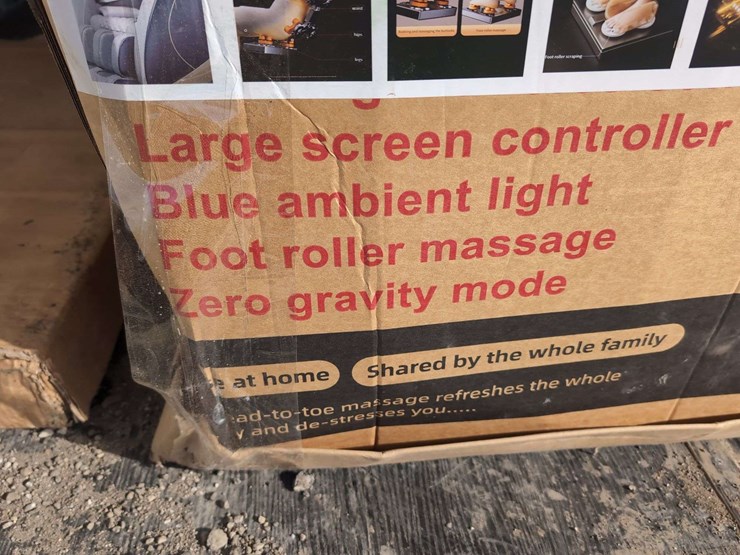 Large screen controller
Blue ambient light
Foot roller massage
Zero gravity mode
at home
Shared by the whole family
ad-to-toe massage refreshes the whole
y and de-stresses you.....